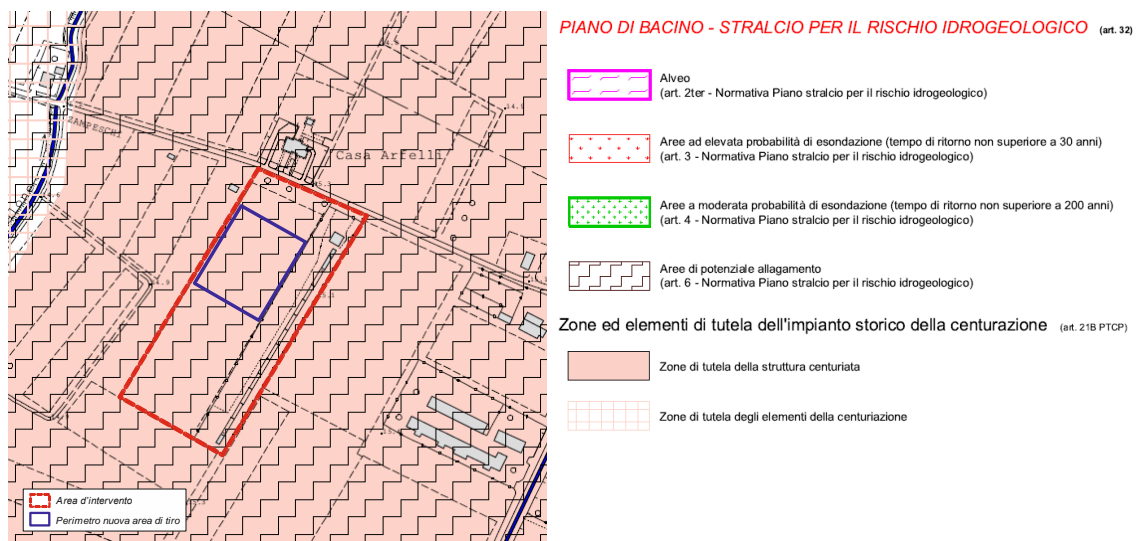 ZAMPESCHI
Casa Arfelli
Area d'intervento
Perimetro nuova area di tiro
PIANO DI BACINO - STRALCIO PER IL RISCHIO IDROGEOLOGICO (art. 32)
Alveo
(art. 2ter - Normativa Piano stralcio per il rischio idrogeologico)
Aree ad elevata probabilità di esondazione (tempo di ritorno non superiore a 30 anni)
(art. 3 - Normativa Piano stralcio per il rischio idrogeologico)
Aree a moderata probabilità di esondazione (tempo di ritorno non superiore a 200 anni)
(art. 4 - Normativa Piano stralcio per il rischio idrogeologico)
Aree di potenziale allagamento
(art. 6 - Normativa Piano stralcio per il rischio idrogeologico)
Zone ed elementi di tutela dell'impianto storico della centurazione (art. 21B PTCP)
Zone di tutela della struttura centuriata
Zone di tutela degli elementi della centuriazione